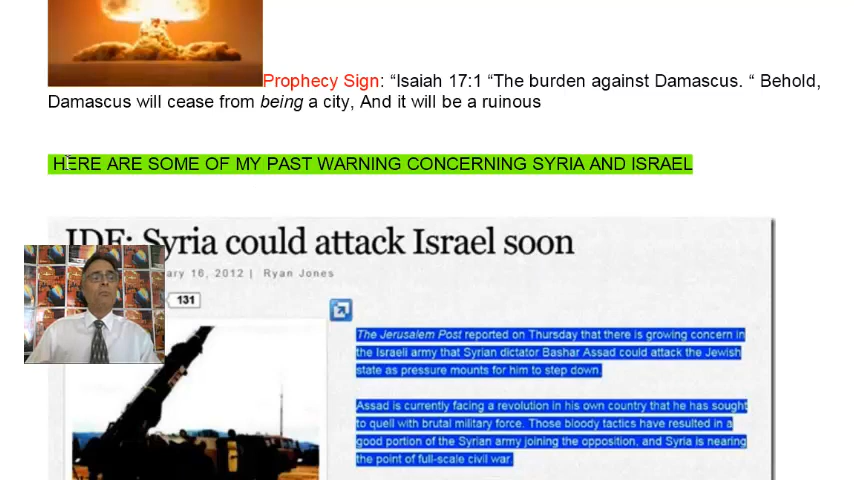 Prophecy Sign: “Isaiah 17:1 “The burden against Damascus. “ Behold,
Damascus will cease from being a city, And it will be a ruinous
HERE ARE SOME OF MY PAST WARNING CONCERNING SYRIA AND ISRAEL
IDF: Syria could attack Israel soon
ary 16, 2012 | Ryan Jones
131
The Jerusalem Post reported on Thursday that there is growing concern in
the Israeli army that Syrian dictator Bashar Assad could attack the Jewish
state as pressure mounts for him to step down.
Assad is currently facing a revolution in his own country that he has sought
to quell with brutal military force. Those bloody tactics have resulted in a
good portion of the Syrian army joining the opposition, and Syria is nearing
the point of full-scale civil war.